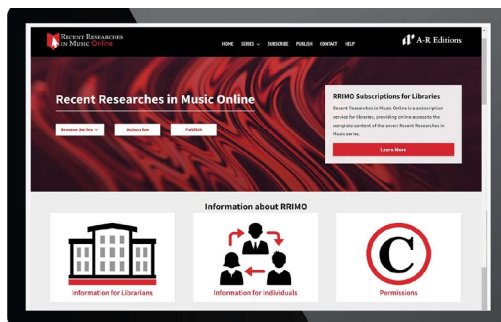 RECENT RESEARCHES
IN MUSIC Online
HOME SERIES SUBSCRIBE PUBLISH CONTACT HELP
A-R Editions
Recent Researches in Music Online
Browse Series
Subscribe
Publish
RRIMO Subscriptions for Libraries
Recent Researches in Music Online is a subscription
service for libraries, providing online access to the
complete content of the seven Recent Researches in
Music series.
Learn More
Information about RRIMO
Information for Librarians
Information for Individuals
C
Permissions